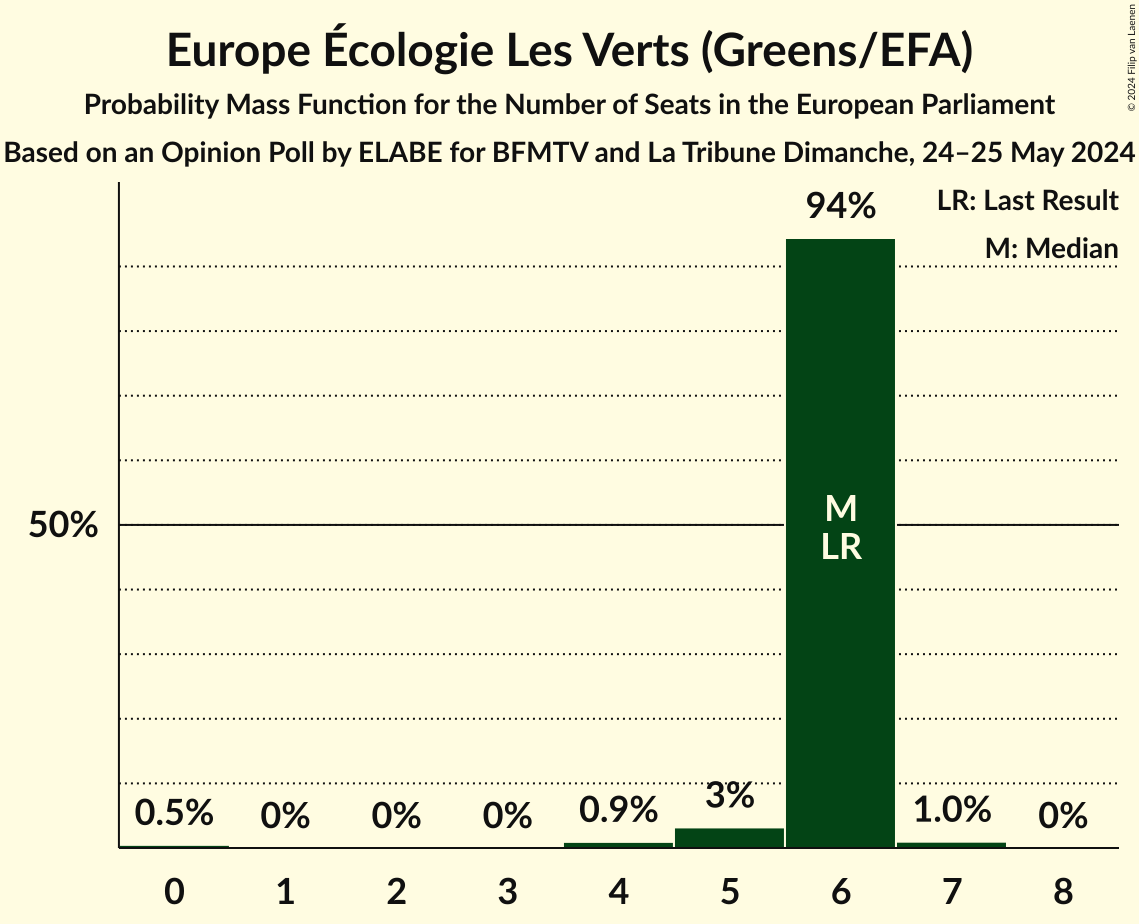 Europe Écologie Les Verts (Greens/EFA)
Probability Mass Function for the Number of Seats in the European Parliament
Based on an Opinion Poll by ELABE for BFMTV and La Tribune Dimanche, 24–25 May 2024
© 2024 Filip van Laenen
LR: Last Result
M: Median
94%
50%
M
LR
0.5% 0% 0% 0% 0.9% 3% 1.0% 0%
0 1 2 3 4 5 6 7 8